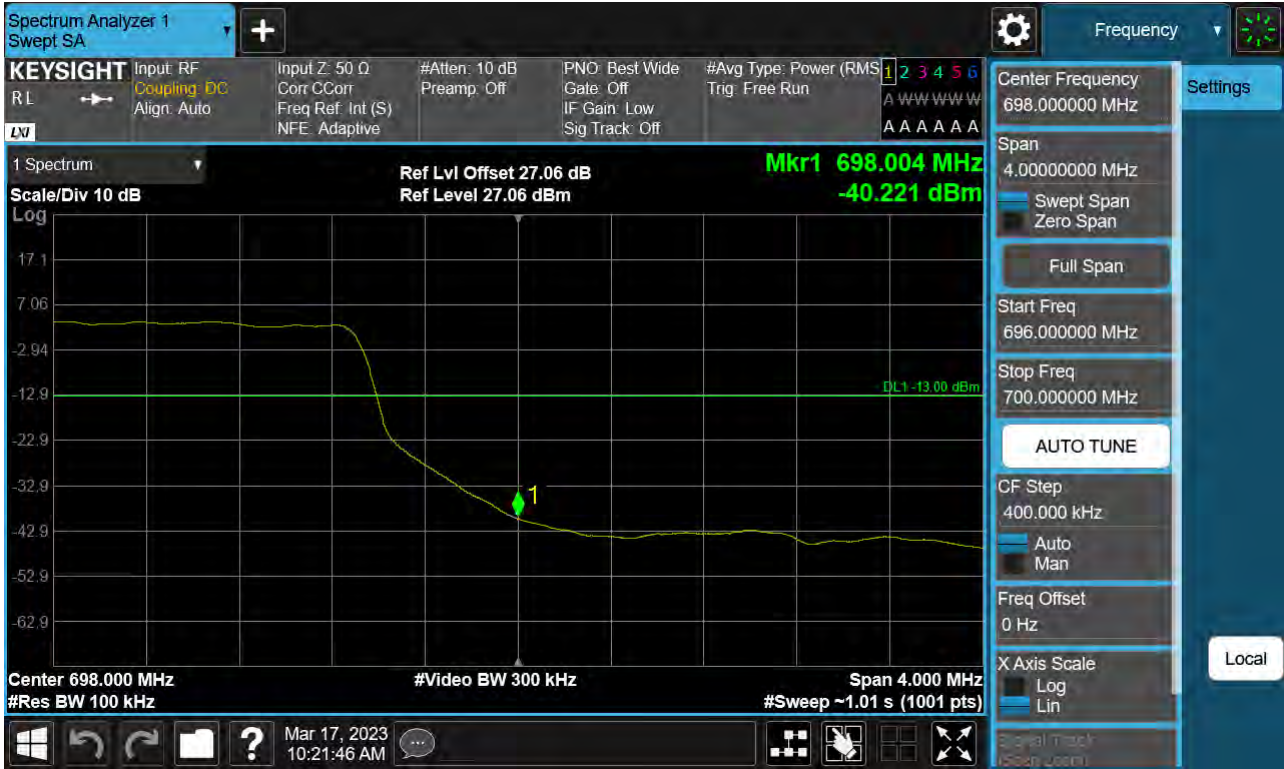 Spectrum Analyzer 1
Swept SA
+
Frequency
KEYSIGHT
R L
LXI
Input: RF
Coupling: DC
Align: Auto
Input Z: 50 Ω
Corr CCorr
Freq Ref: Int (S)
NFE: Adaptive
#Atten: 10 dB
Preamp: Off
PNO: Best Wide
Gate: Off
IF Gain: Low
Sig Track: Off
#Avg Type: Power (RMS
Trig: Free Run
1 2 3 4 5 6
A W W W W W
A A A A A A
1 Spectrum
Scale/Div 10 dB
Log
Ref Lvl Offset 27.06 dB
Ref Level 27.06 dBm
Mkr1 698.004 MHz
-40.221 dBm
17.1
7.06
-2.94
-12.9
-22.9
-32.9
-42.9
-52.9
-62.9
DL1 -13.00 dBm
1
Center 698.000 MHz
#Res BW 100 kHz
#Video BW 300 kHz
Span 4.000 MHz
#Sweep ~1.01 s (1001 pts)
Center Frequency
698.000000 MHz
Span
4.00000000 MHz
Swept Span
Zero Span
Full Span
Start Freq
696.000000 MHz
Stop Freq
700.000000 MHz
AUTO TUNE
CF Step
400.000 kHz
Auto
Man
Freq Offset
0 Hz
X Axis Scale
Log
Lin
Signal Track
(Span Zoom)
Settings
Local
?
Mar 17, 2023
10:21:46 AM